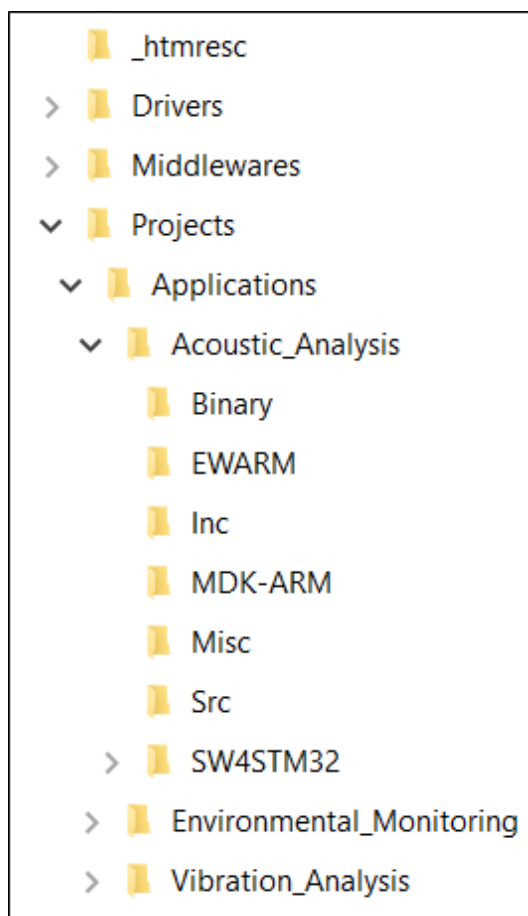 _htmresc
Drivers
Middlewares
Projects
Applications
Acoustic_Analysis
Binary
EWARM
Inc
MDK-ARM
Misc
Src
SW4STM32
Environmental_Monitoring
Vibration_Analysis